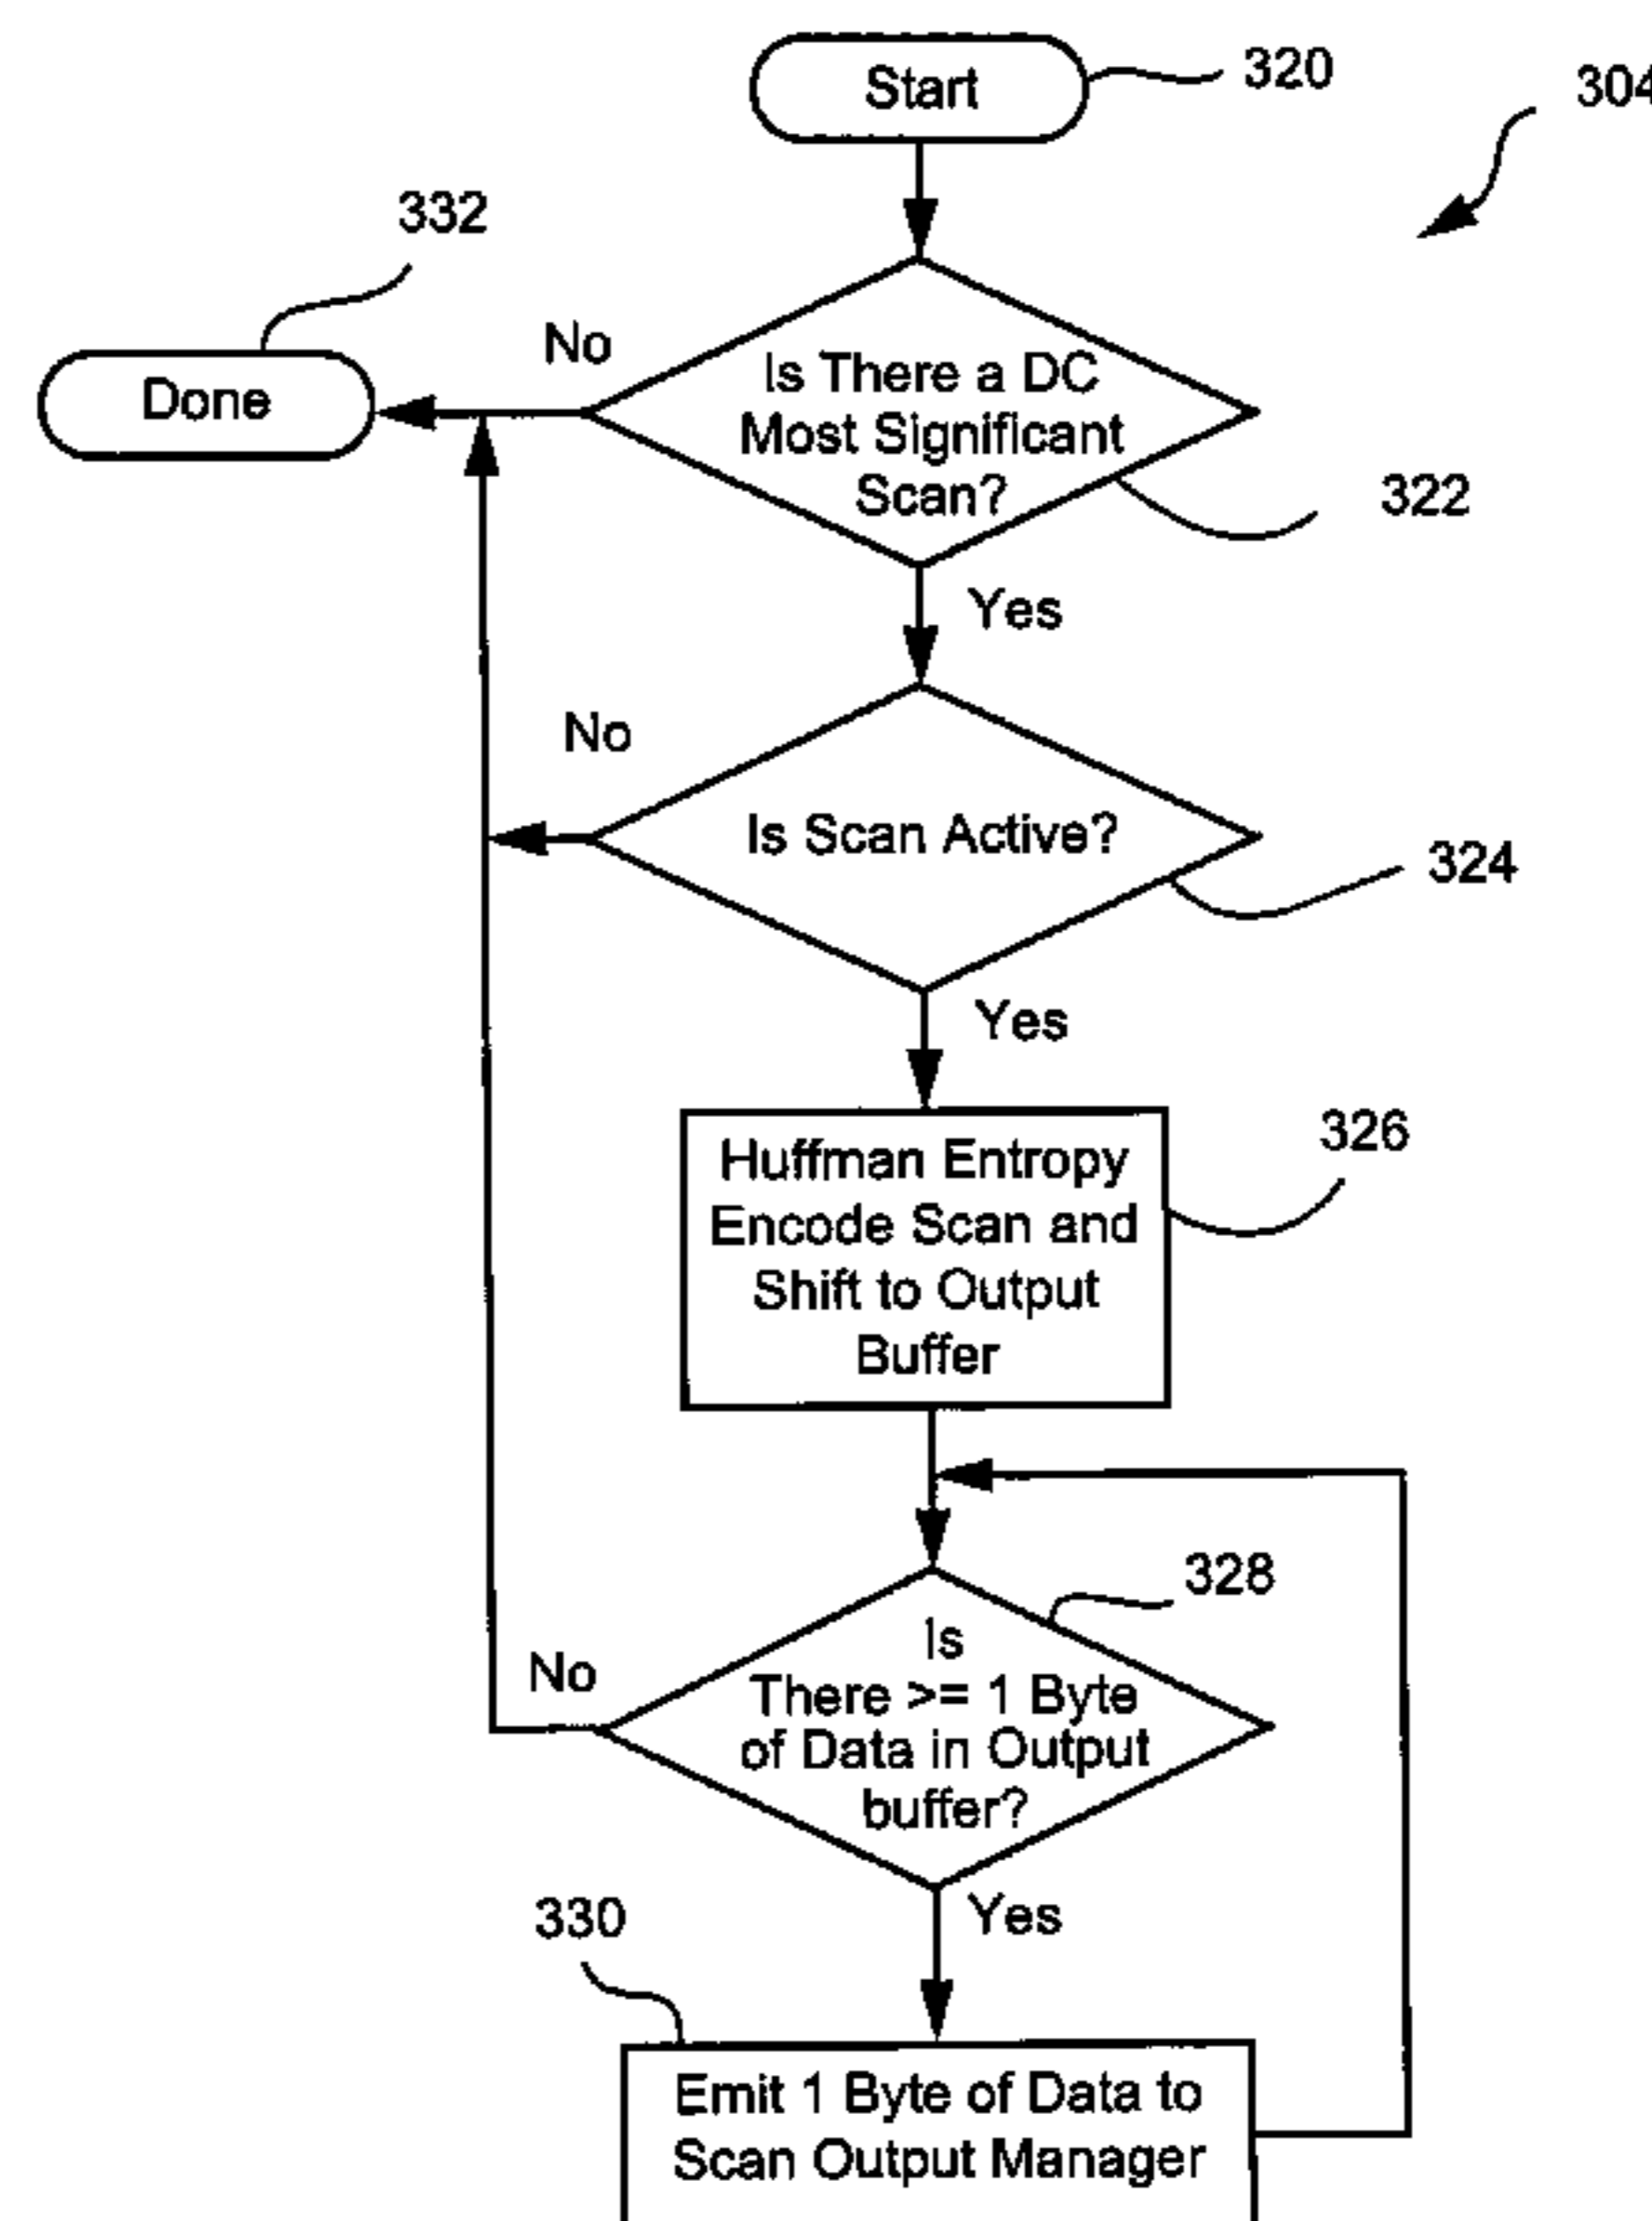 Start
320
304
332
No
Done
Is There a DC
Most Significant
Scan?
322
Yes
No
Is Scan Active?
324
Yes
Huffman Entropy
Encode Scan and
Shift to Output
Buffer
326
328
Is
There >= 1 Byte
of Data in Output
buffer?
No
Yes
330
Emit 1 Byte of Data to
Scan Output Manager